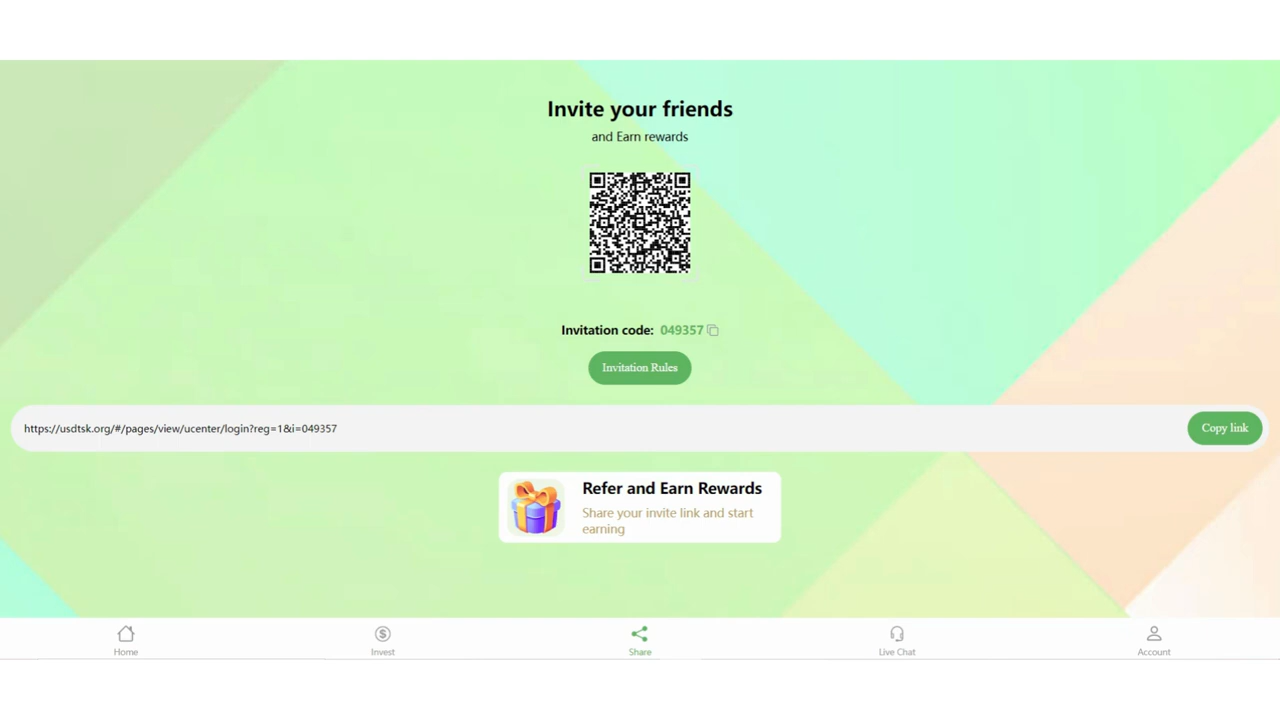 Invite your friends
and Earn rewards
Invitation code: 049357
Invitation Rules
https://usdtsk.org/#/pages/view/ucenter/login?reg=1&i=049357
Copy link
Refer and Earn Rewards
Share your invite link and start
earning
Home
Invest
Share
Live Chat
Account